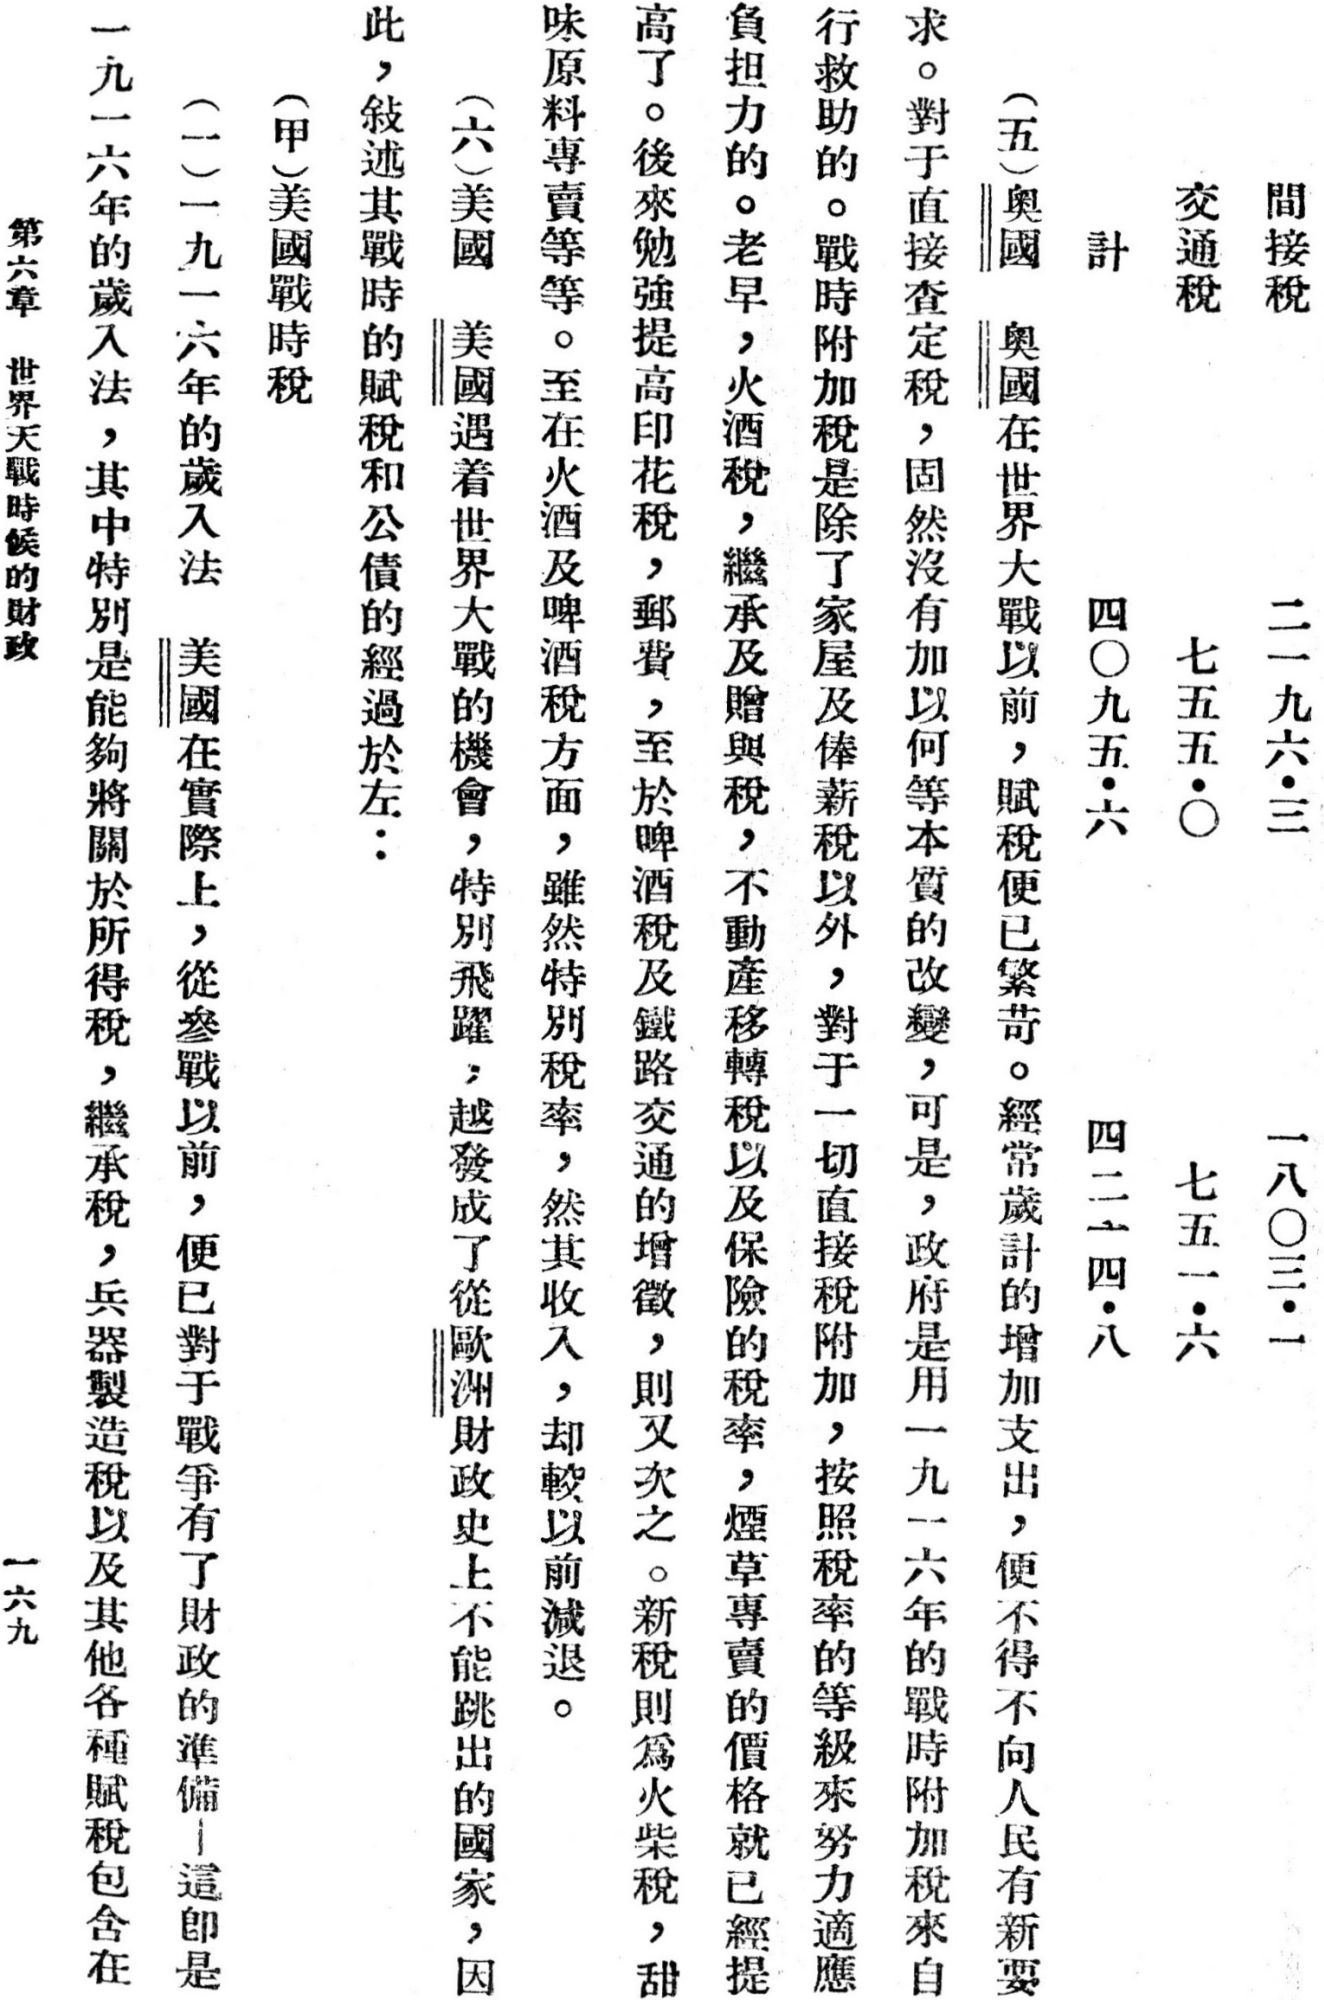 間接稅　二一九六・三　一八〇三・一
交通稅　七五五・〇　七五一・六
計　四〇九五・六　四二一四・八
（五）奧國　奧國在世界大戰以前，賦稅便已繁苛。經常歲計的增加支出，便不得不向人民有新要
求。對于直接查定稅，固然沒有加以何等本質的改變，可是，政府是用一九一六年的戰時附加稅來自
行救助的。戰時附加稅是除了家屋及俸薪稅以外，對于一切直接稅附加，按照稅率的等級來努力適應
負担力的。老早，火酒稅，繼承及贈與稅，不動產移轉稅以及保險的稅率，煙草專賣的價格就已經提
高了。後來勉強提高印花稅，郵費，至於啤酒稅及鐵路交通的增徵，則又次之。新稅則爲火柴稅，甜
味原料專賣等等。至在火酒及啤酒稅方面，雖然特別稅率，然其收入，却較以前減退。
（六）美國　美國遇着世界大戰的機會，特別飛躍，越發成了從歐洲財政史上不能跳出的國家，因
此，敍述其戰時的賦稅和公債的經過於左：
（甲）美國戰時稅
（一）一九一六年的歲入法　美國在實際上，從參戰以前，便已對于戰爭有了財政的準備—這卽是
一九一六年的歲入法，其中特別是能夠將關於所得稅，繼承稅，兵器製造稅以及其他各種賦稅包含在
第六章　世界大戰時候的財政　一六九